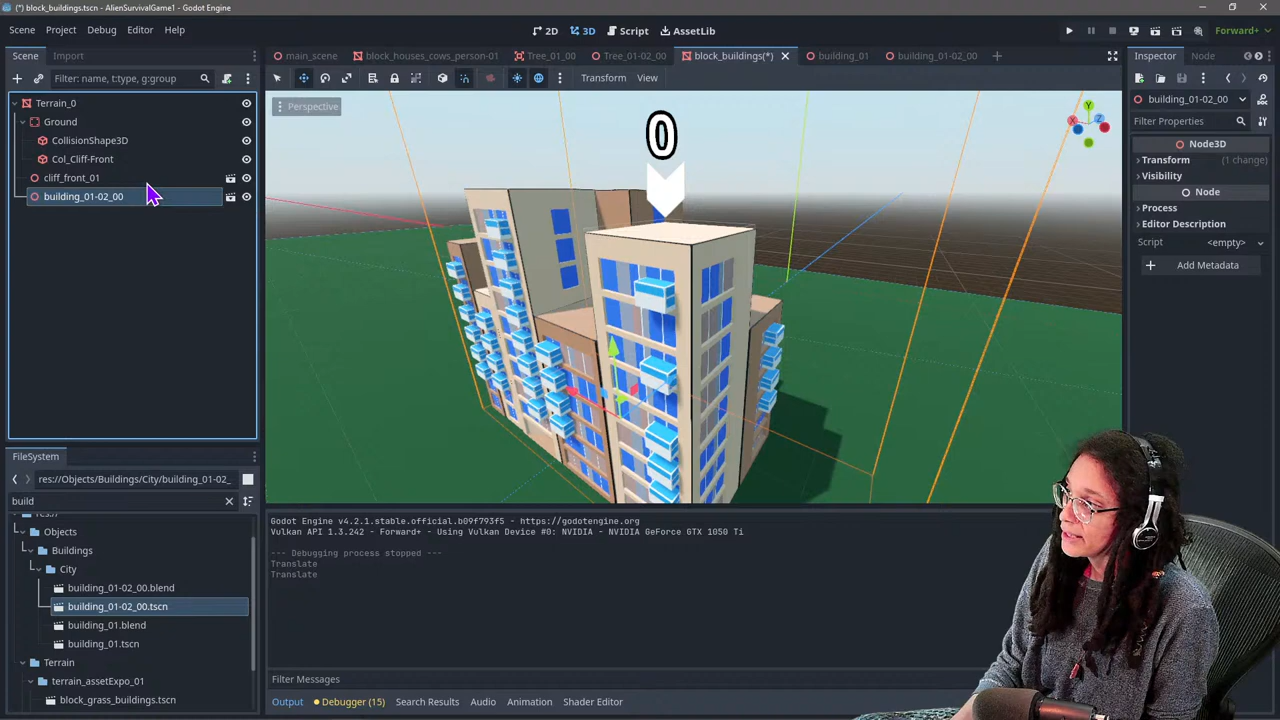 (*) block_buildings.tscn - AlienSurvivalGame1 - Godot Engine
Scene Project Debug Editor Help
2D 3D Script AssetLib
Forward+
Scene Import
main_scene block_houses_cows_person-01 Tree_01_00 Tree_01-02_00 block_buildings(*) building_01 building_01-02_00
Inspector Node
Filter: name, t:type, g:group
Transform View
Terrain_0
Ground
CollisionShape3D
Col_Cliff-Front
cliff_front_01
building_01-02_00
Perspective
0
Y
X
Z
building_01-02_00
Filter Properties
Node3D
Transform (1 change)
Visibility
Node
Process
Editor Description
Script <empty>
Add Metadata
FileSystem
res://Objects/Buildings/City/building_01-02_
build
res://
Objects
Buildings
City
building_01-02_00.blend
building_01-02_00.tscn
building_01.blend
building_01.tscn
Terrain
terrain_assetExpo_01
block_grass_buildings.tscn
Godot Engine v4.2.1.stable.official.b09f793f5 - https://godotengine.org
Vulkan API 1.3.242 - Forward+ - Using Vulkan Device #0: NVIDIA - NVIDIA GeForce GTX 1050 Ti
--- Debugging process stopped ---
Translate
Translate
Filter Messages
Output Debugger (15) Search Results Audio Animation Shader Editor